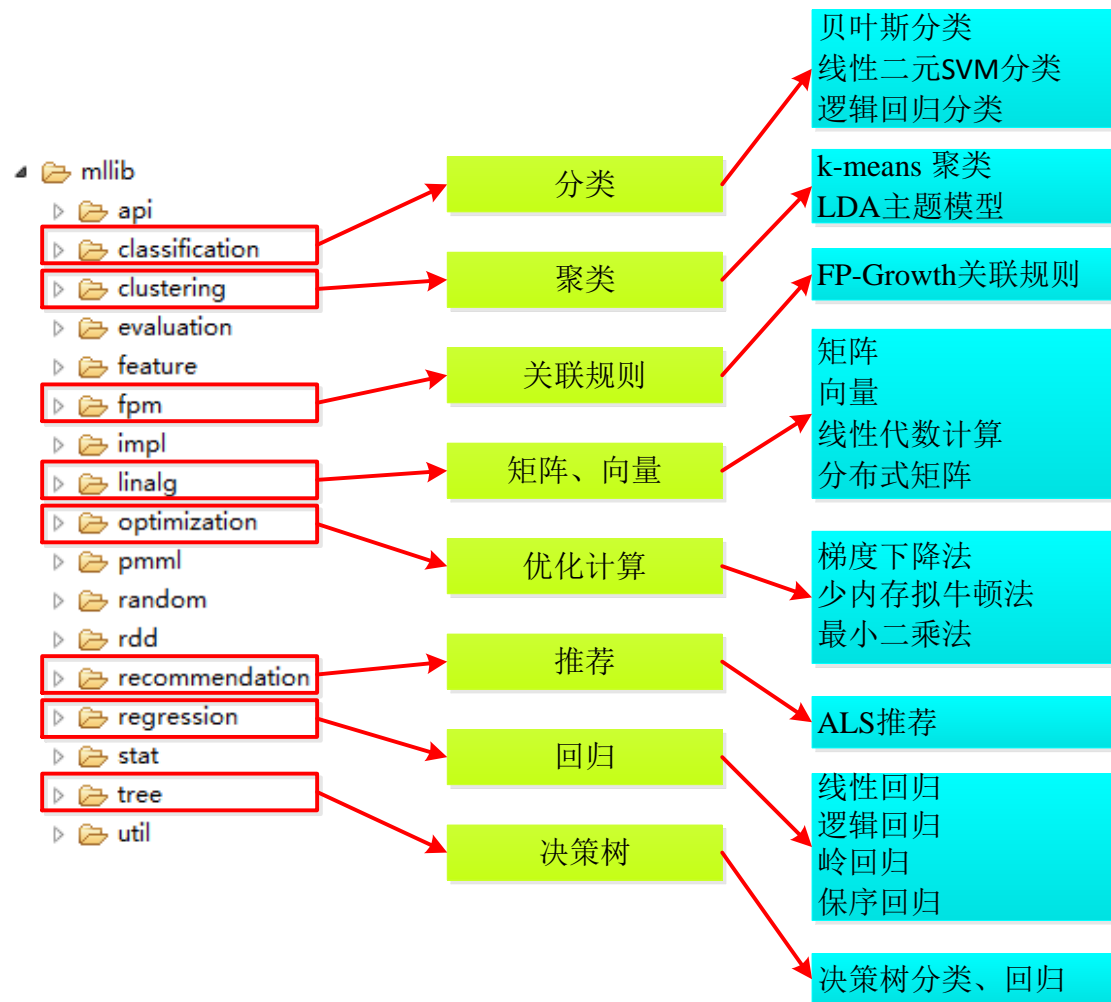 mllib
api
classification
clustering
evaluation
feature
fpm
impl
linalg
optimization
pmml
random
rdd
recommendation
regression
stat
tree
util
分类
聚类
关联规则
矩阵、向量
优化计算
推荐
回归
决策树
贝叶斯分类
线性二元SVM分类
逻辑回归分类
k-means 聚类
LDA主题模型
FP-Growth关联规则
矩阵
向量
线性代数计算
分布式矩阵
梯度下降法
少内存拟牛顿法
最小二乘法
ALS推荐
线性回归
逻辑回归
岭回归
保序回归
决策树分类、回归